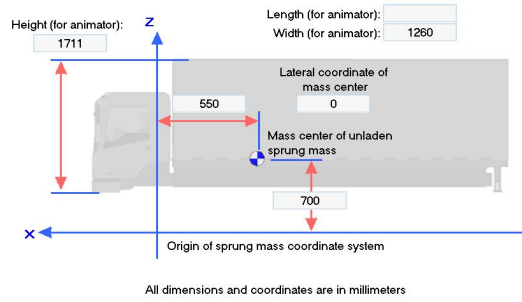 Length (for animator):
Height (for animator):
Width (for animator): 1260
1711
Z
Lateral coordinate of
mass center
550
0
Mass center of unladen
sprung mass
700
X
Origin of sprung mass coordinate system
All dimensions and coordinates are in millimeters